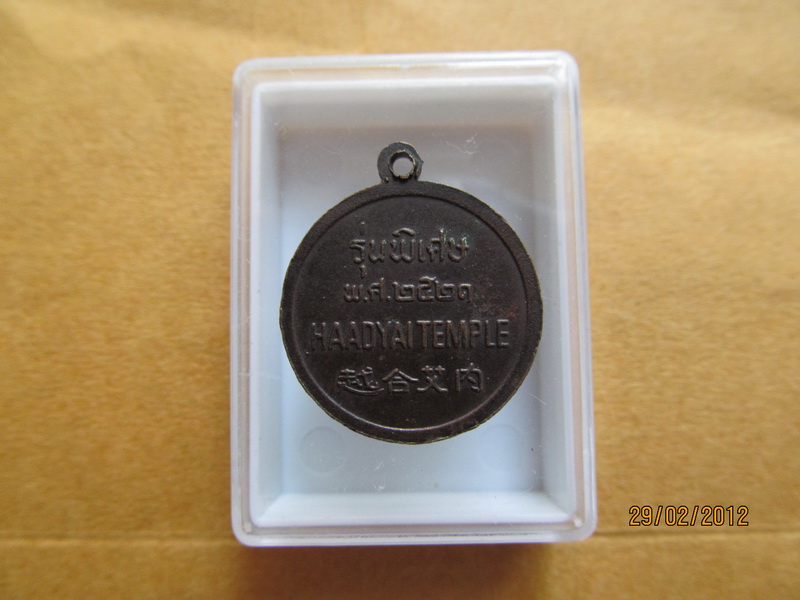 รุ่นพิเศษ
พ.ศ.๒๕๒๑
HAADYAI TEMPLE
越合艾内
29/02/2012